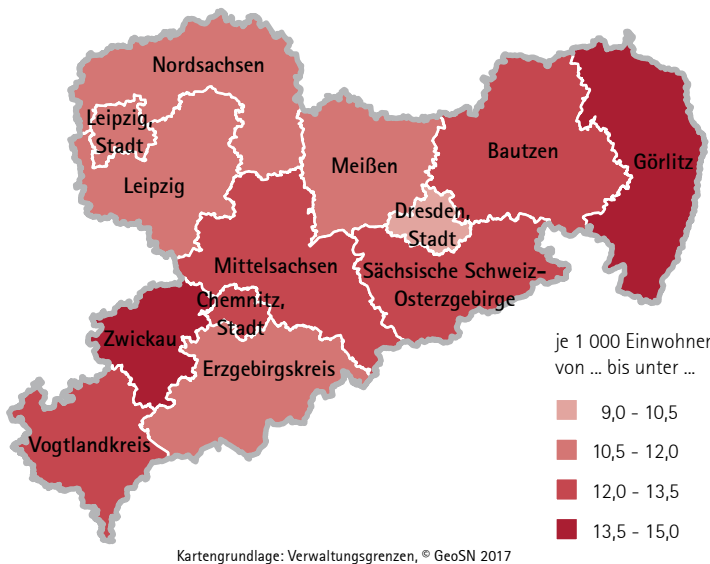 Nordsachsen
Leipzig,
Stadt
Leipzig
Meißen
Bautzen
Görlitz
Dresden,
Stadt
Mittelsachsen
Sächsische Schweiz-
Osterzgebirge
Chemnitz,
Stadt
Zwickau
Erzgebirgskreis
Vogtlandkreis
je 1 000 Einwohner
von ... bis unter ...
9,0 - 10,5
10,5 - 12,0
12,0 - 13,5
13,5 - 15,0
Kartengrundlage: Verwaltungsgrenzen, © GeoSN 2017